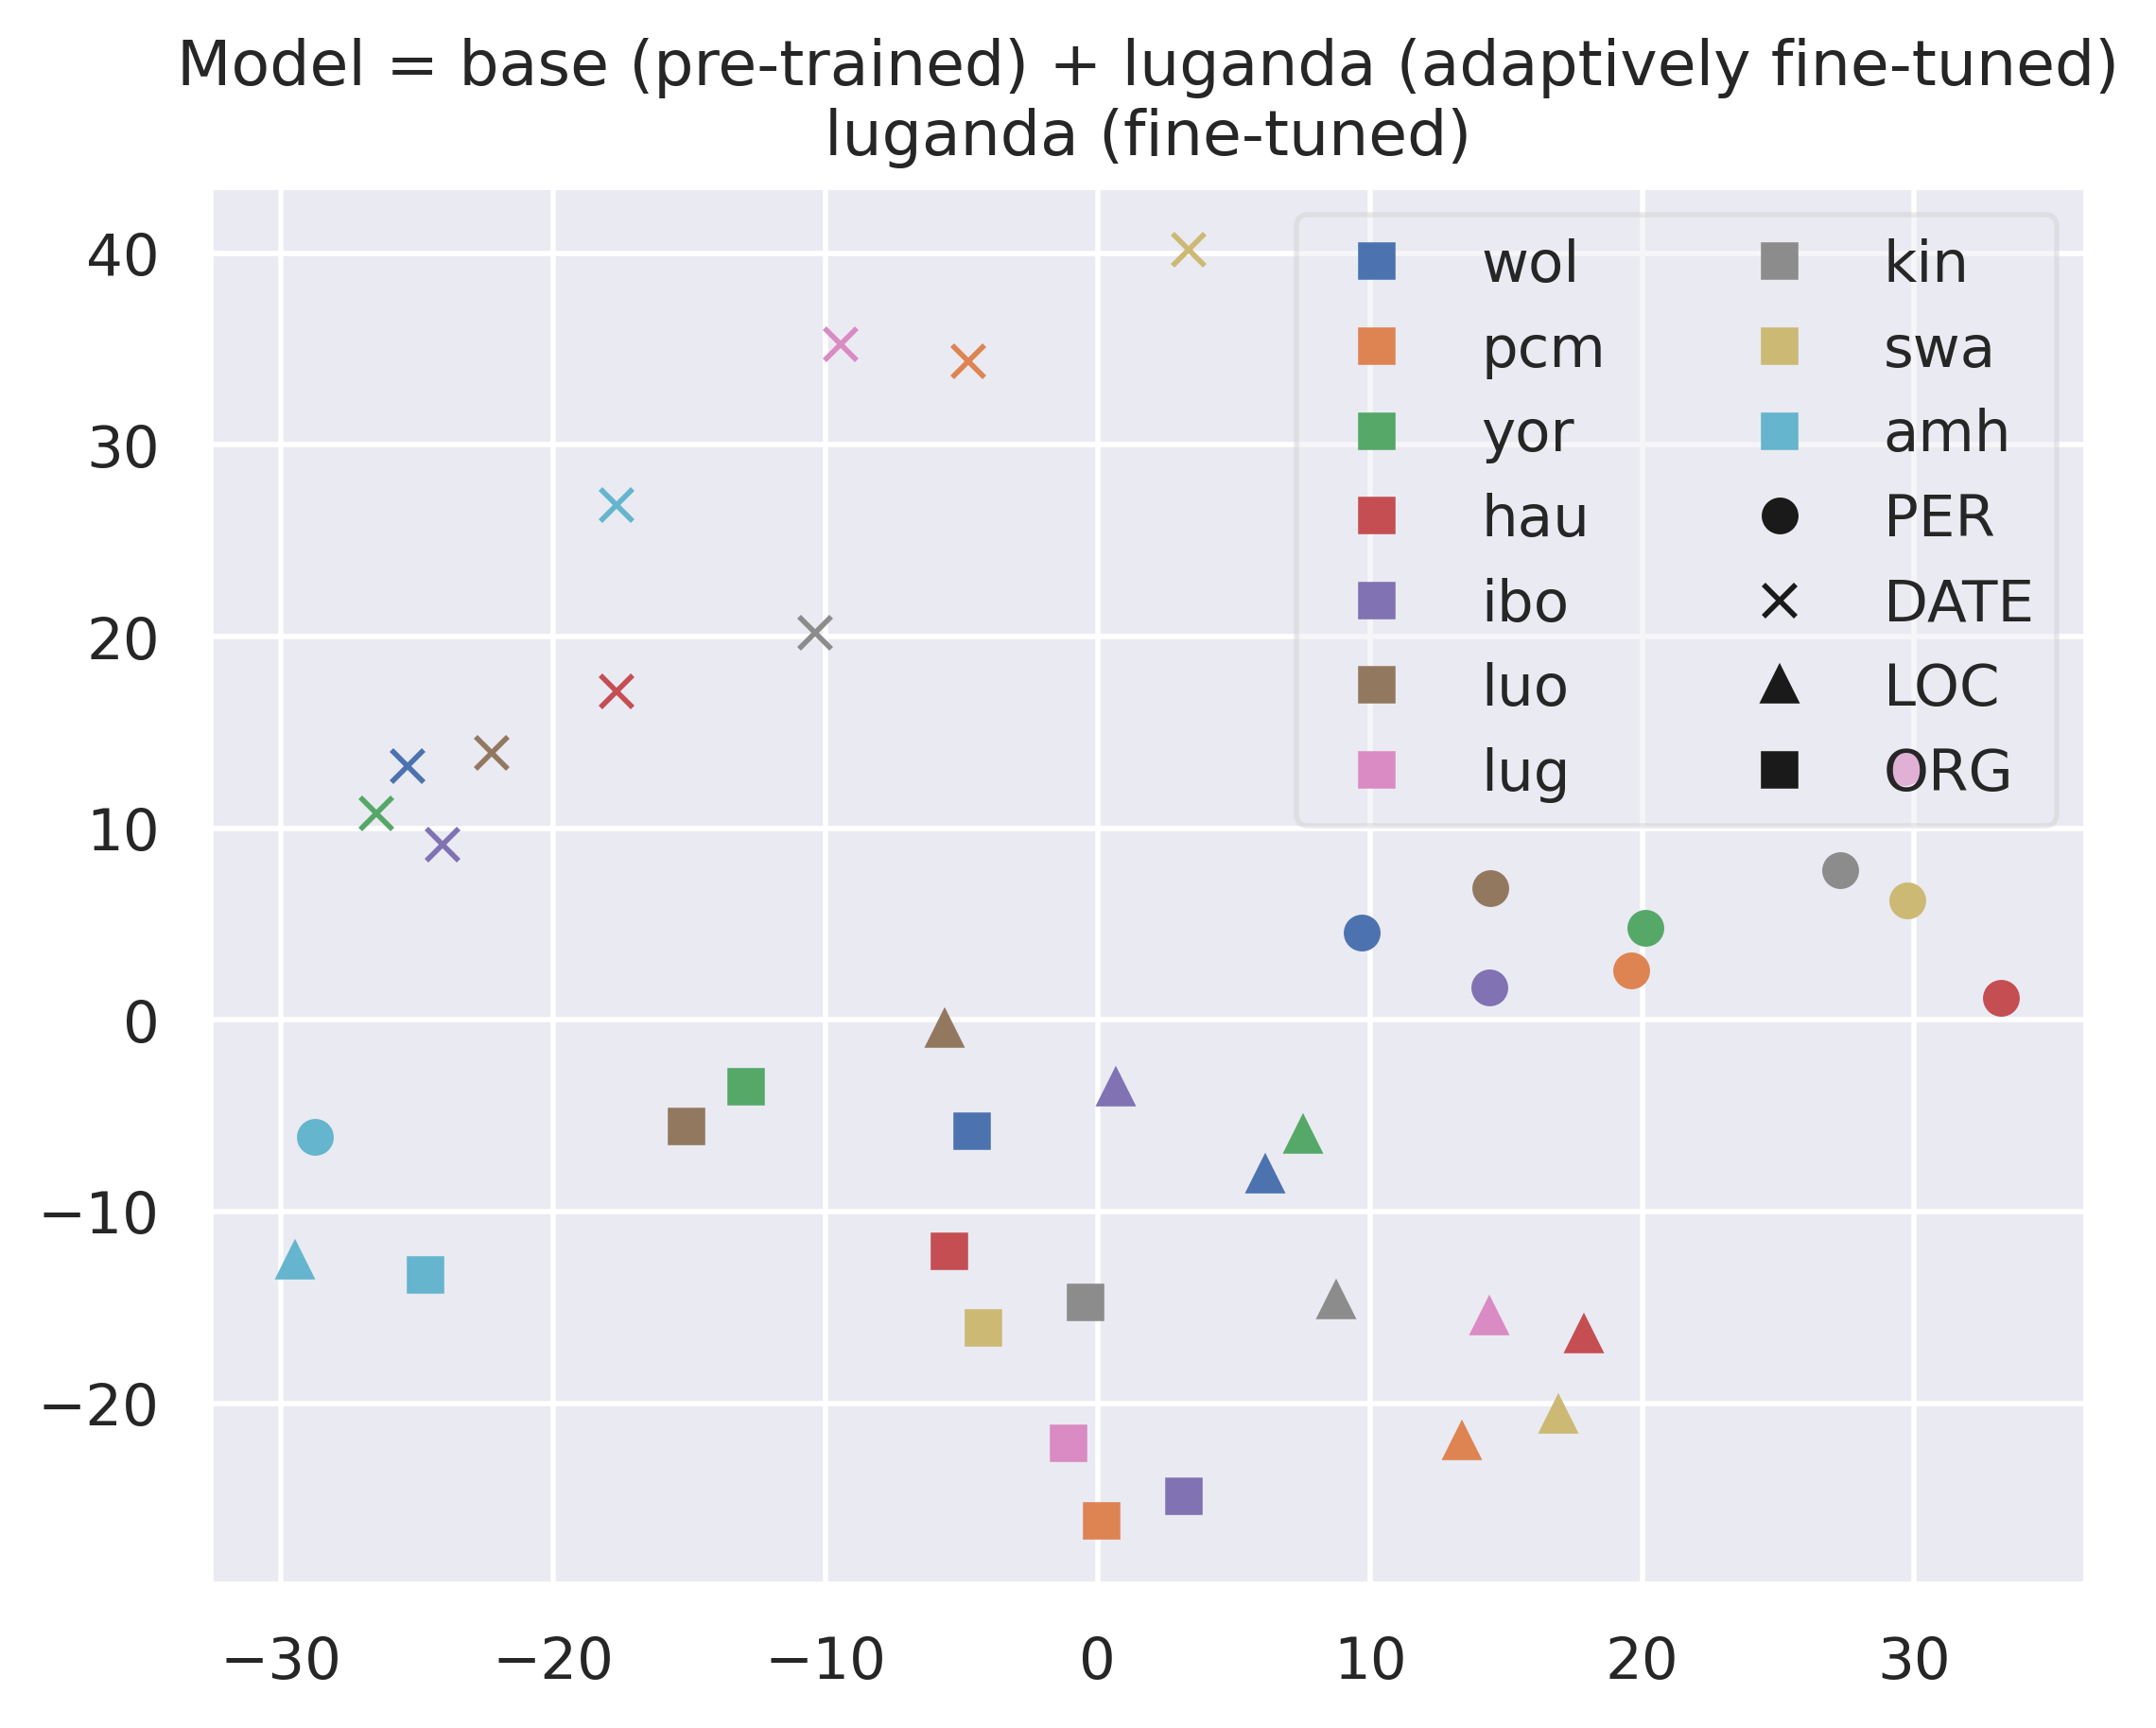 Model = base (pre-trained) + luganda (adaptively fine-tuned)
luganda (fine-tuned)
40
30
20
10
0
−10
−20
−30
−20
−10
0
10
20
30
wol
pcm
yor
hau
ibo
luo
lug
kin
swa
amh
PER
DATE
LOC
ORG